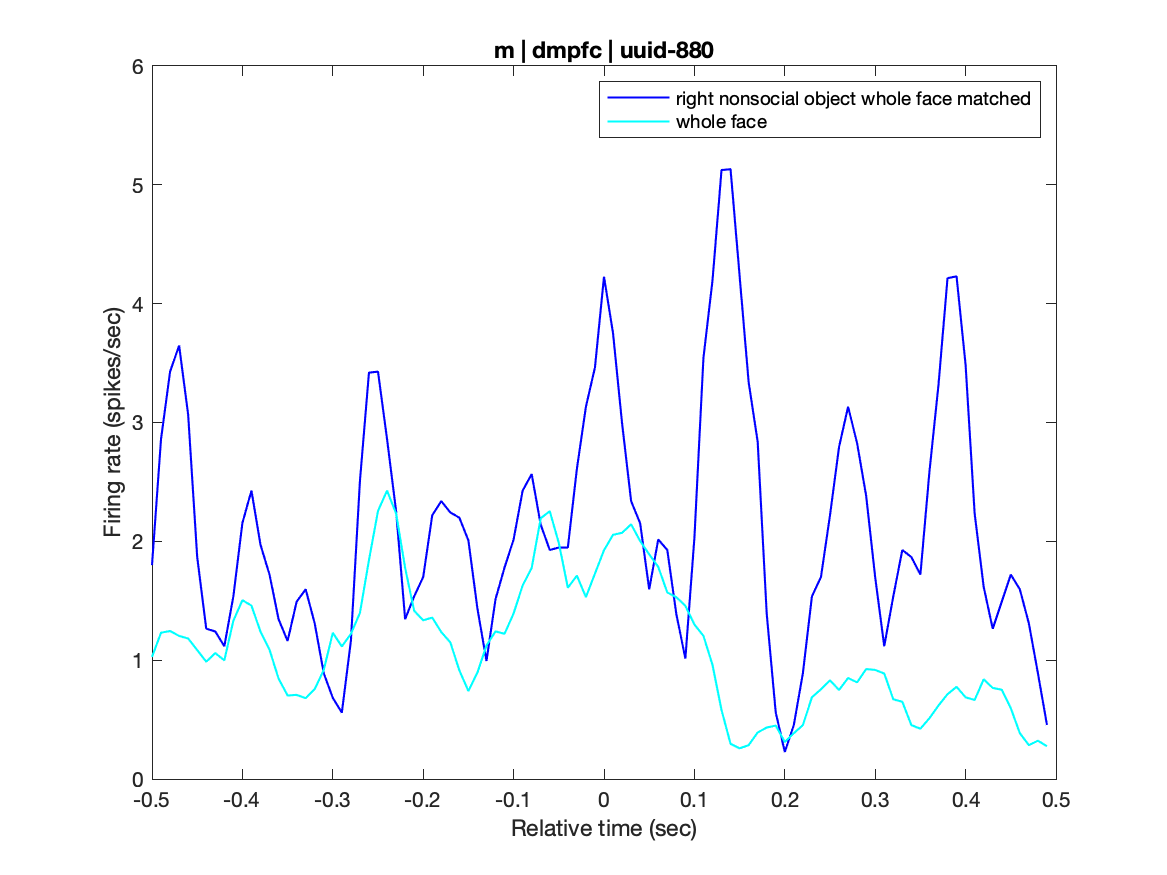 m | dmpfc | uuid-880
right nonsocial object whole face matched
whole face
Firing rate (spikes/sec)
6
5
4
3
2
1
0
-0.5 -0.4 -0.3 -0.2 -0.1 0 0.1 0.2 0.3 0.4 0.5
Relative time (sec)